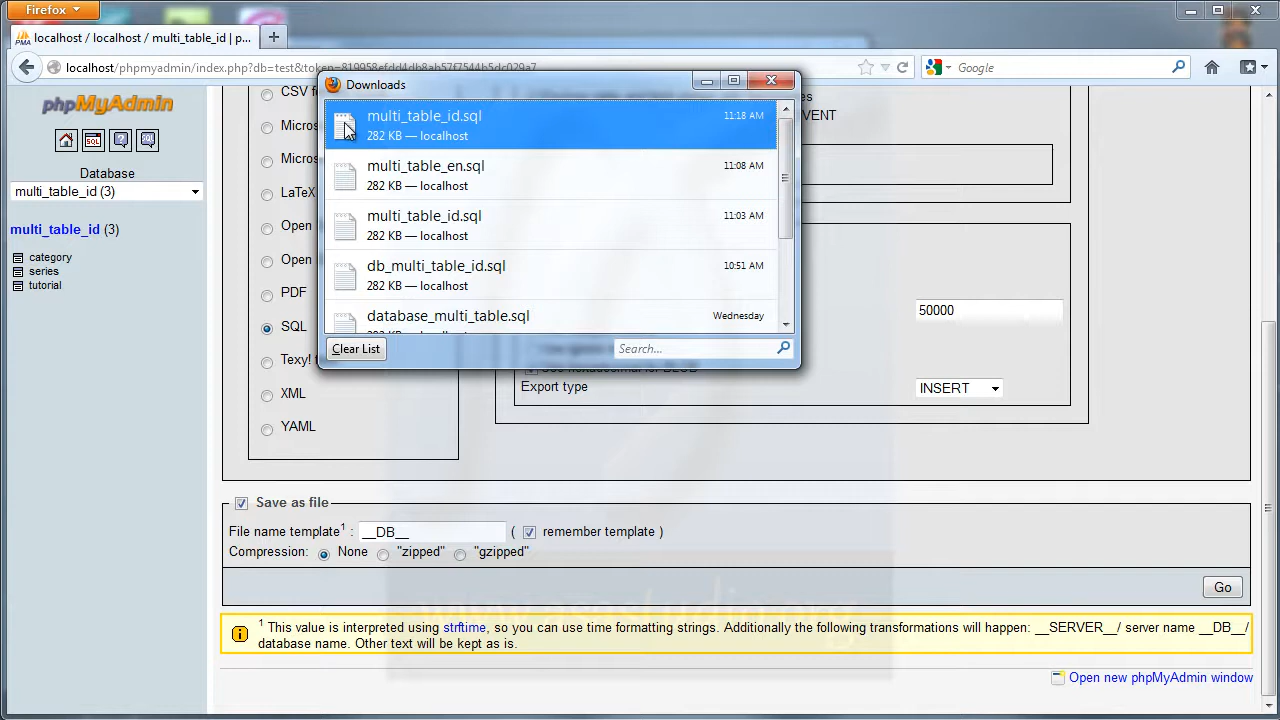 Firefox
localhost / localhost / multi_table_id | p...
localhost/phpmyadmin/index.php?db=test&token=819958efdd4db8ab57f7544b5dc029a7
Google
phpMyAdmin
Database
multi_table_id (3)
multi_table_id (3)
category
series
tutorial
CSV f
Micros
Micros
LaTeX
Open
Open
PDF
SQL
Texy! t
XML
YAML
Downloads
multi_table_id.sql
11:18 AM
282 KB — localhost
multi_table_en.sql
11:08 AM
282 KB — localhost
multi_table_id.sql
11:03 AM
282 KB — localhost
db_multi_table_id.sql
10:51 AM
282 KB — localhost
database_multi_table.sql
Wednesday
Clear List
Search...
VENT
50000
Export type
INSERT
Save as file
File name template1 : __DB__ ( remember template )
Compression: None "zipped" "gzipped"
Go
1 This value is interpreted using strftime, so you can use time formatting strings. Additionally the following transformations will happen: __SERVER__/ server name __DB__/
database name. Other text will be kept as is.
Open new phpMyAdmin window